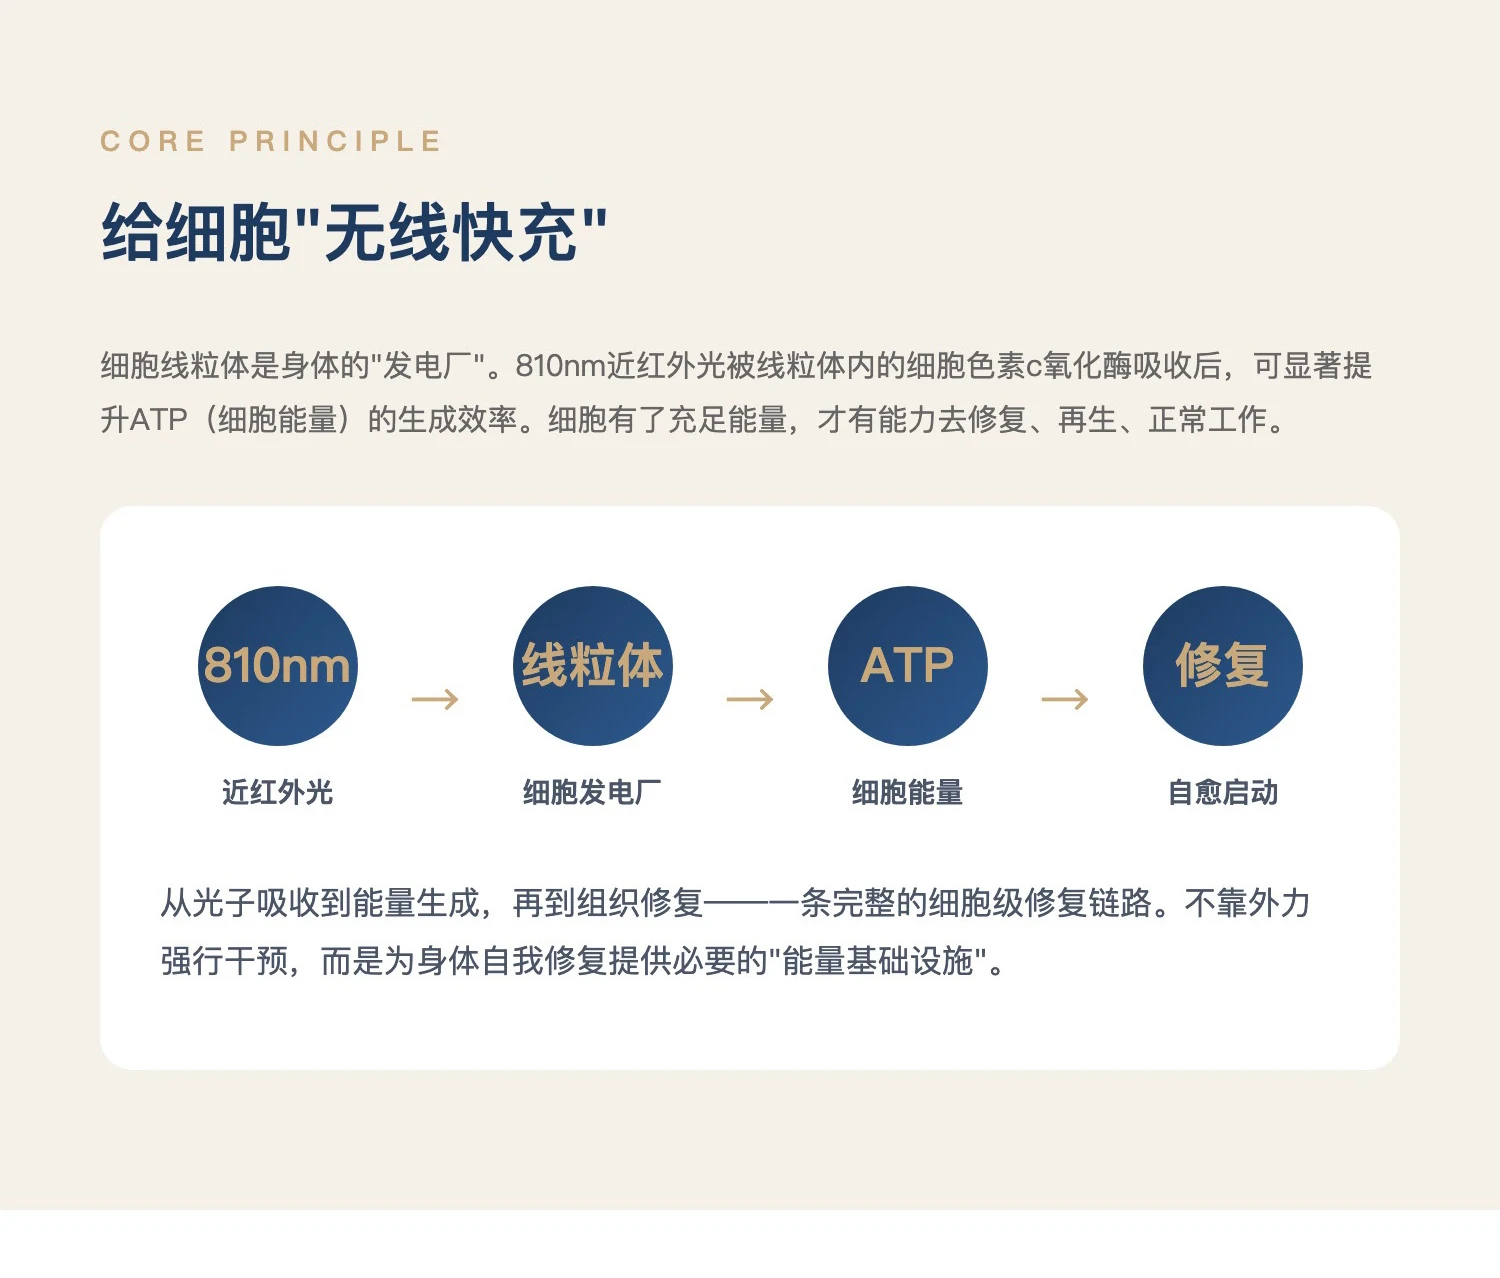 CORE PRINCIPLE
给细胞"无线快充"
细胞线粒体是身体的"发电厂"。810nm近红外光被线粒体内的细胞色素c氧化酶吸收后，可显著提
升ATP（细胞能量）的生成效率。细胞有了充足能量，才有能力去修复、再生、正常工作。
810nm → 线粒体 → ATP → 修复
近红外光 细胞发电厂 细胞能量 自愈启动
从光子吸收到能量生成，再到组织修复——一条完整的细胞级修复链路。不靠外力
强行干预，而是为身体自我修复提供必要的"能量基础设施"。